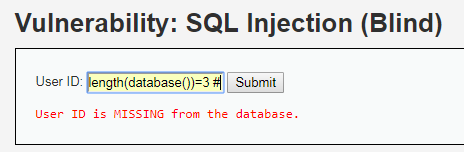 Vulnerability: SQL Injection (Blind)
User ID: length(database())=3 # Submit
User ID is MISSING from the database.